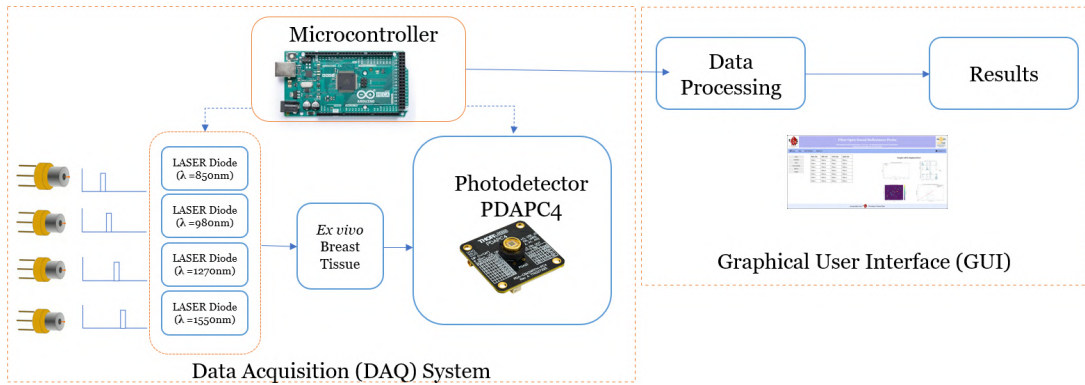 Microcontroller
LASER Diode
(λ =850nm)
LASER Diode
(λ =980nm)
LASER Diode
(λ =1270nm)
LASER Diode
(λ =1550nm)
Ex vivo
Breast
Tissue
Photodetector
PDAPC4
Data Acquisition (DAQ) System
Data
Processing
Results
Graphical User Interface (GUI)